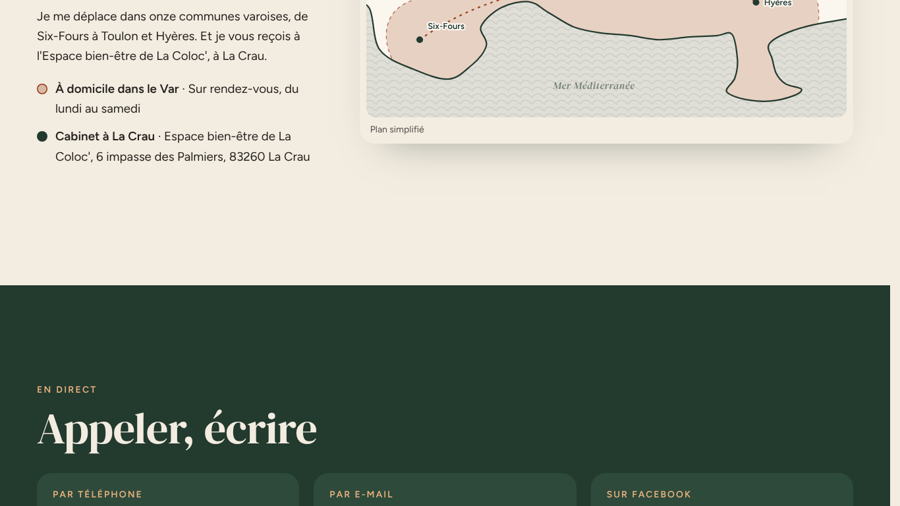 Je me déplace dans onze communes varoises, de
Six-Fours à Toulon et Hyères. Et je vous reçois à
l'Espace bien-être de La Coloc', à La Crau.
À domicile dans le Var · Sur rendez-vous, du
lundi au samedi
Cabinet à La Crau · Espace bien-être de La
Coloc', 6 impasse des Palmiers, 83260 La Crau
Hyères
Six-Fours
Mer Méditerranée
Plan simplifié
EN DIRECT
Appeler, écrire
PAR TÉLÉPHONE
PAR E-MAIL
SUR FACEBOOK